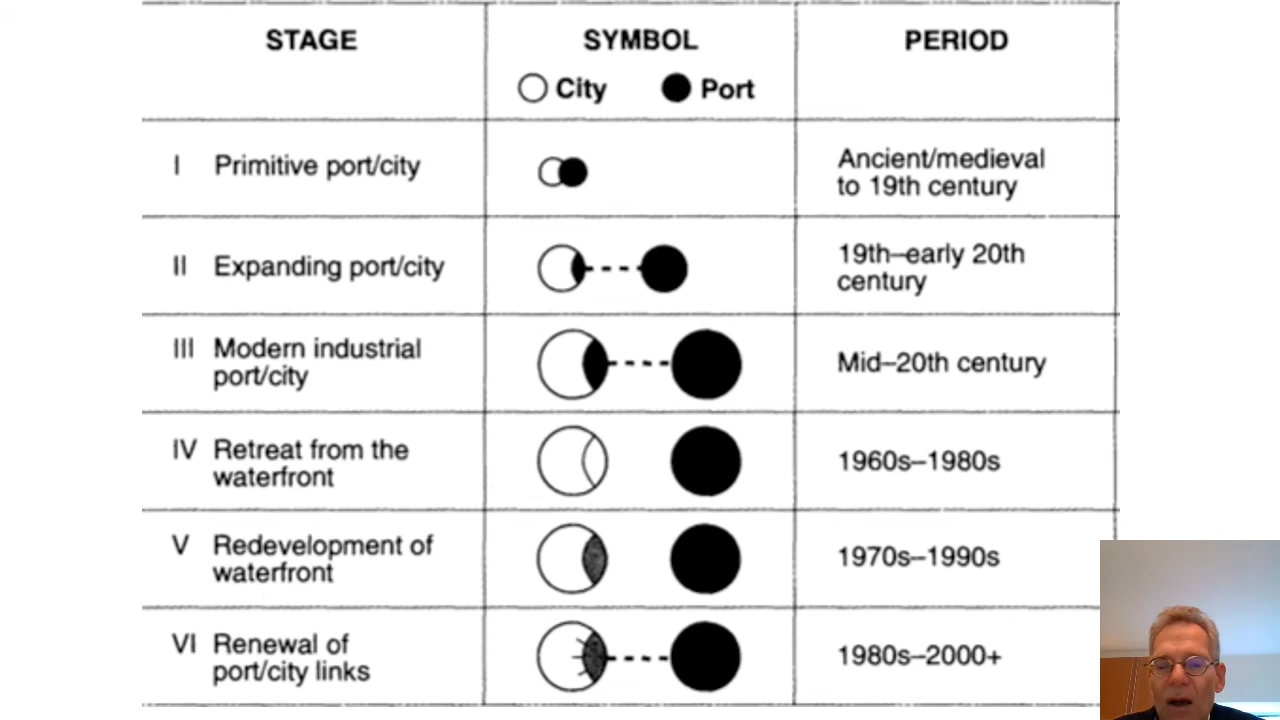 STAGE SYMBOL PERIOD
City Port
I Primitive port/city
Ancient/medieval
to 19th century
II Expanding port/city
19th–early 20th
century
III Modern industrial
port/city
Mid–20th century
IV Retreat from the
waterfront
1960s–1980s
V Redevelopment of
waterfront
1970s–1990s
VI Renewal of
port/city links
1980s–2000+